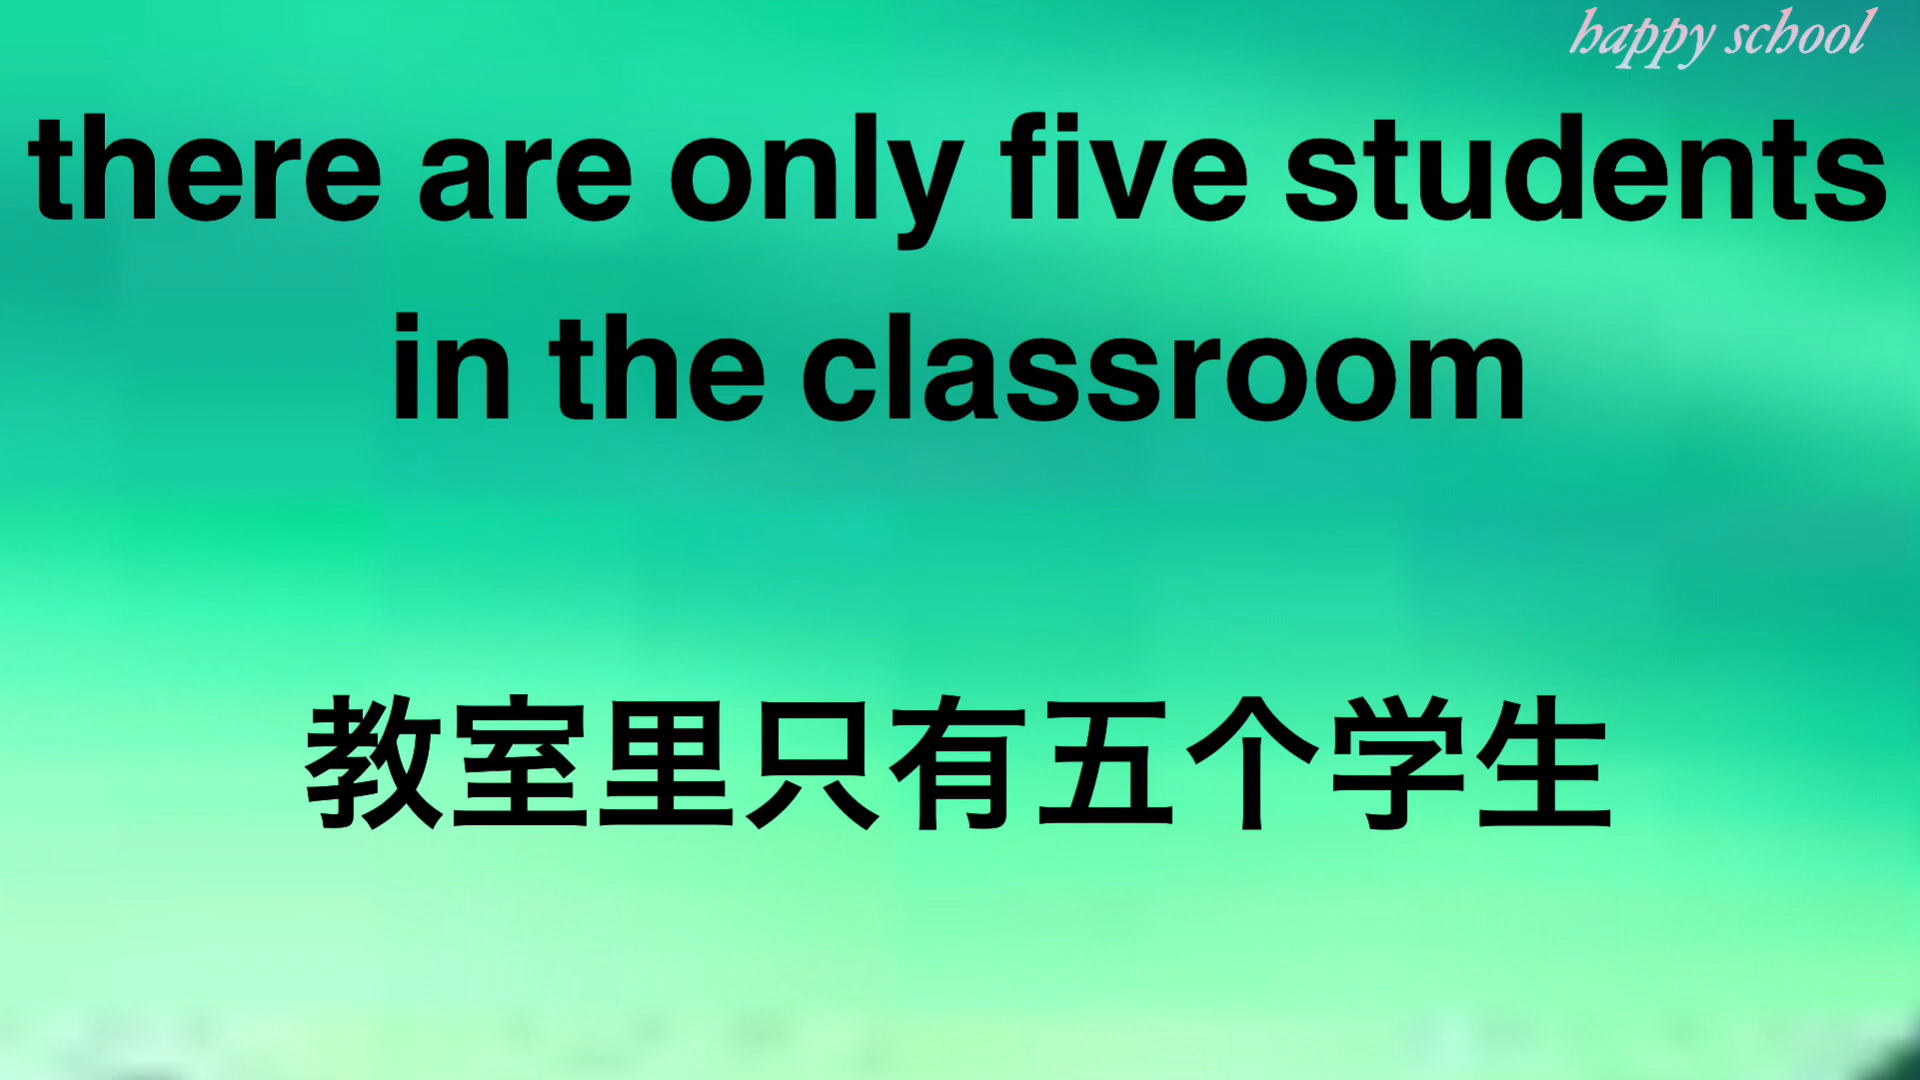 happy school
there are only five students
in the classroom
教室里只有五个学生